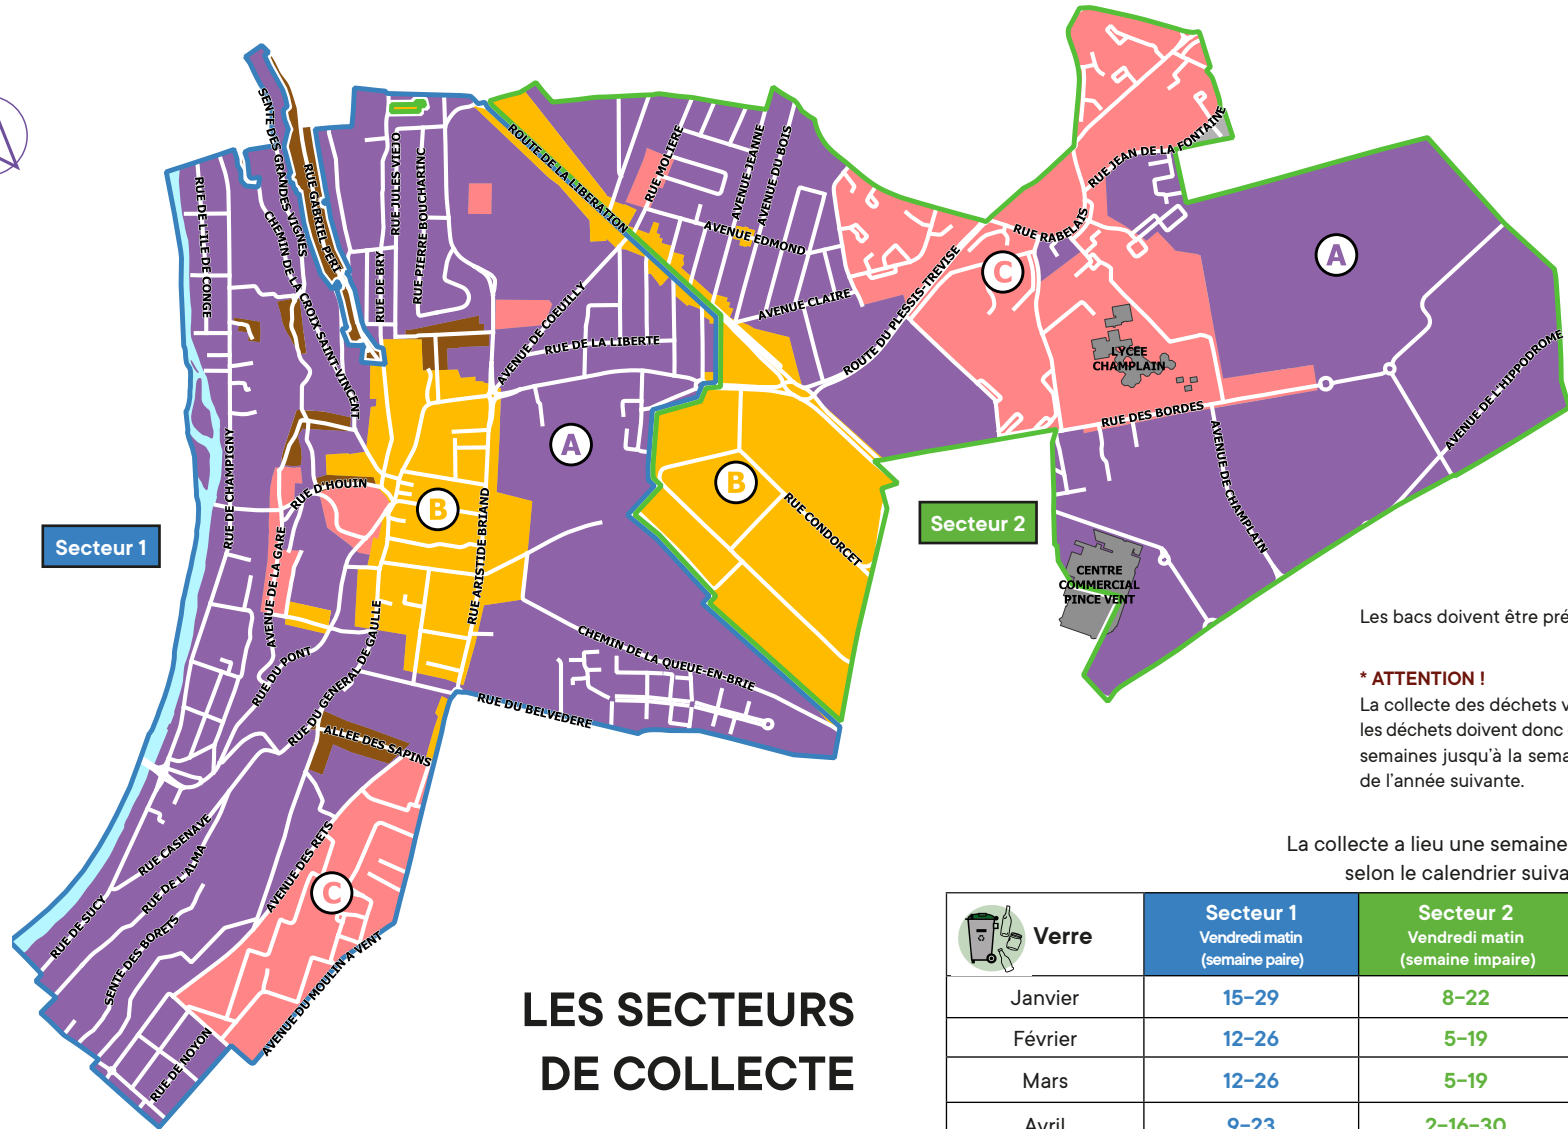 SENTE DES GRANDES VIGNES
RUE GABRIEL PERI
CHEMIN DE LA CROIX-SAINT-VINCENT
RUE DE L'ILE DE CONGE
RUE DE CHAMPIGNY
RUE DE BRY
RUE JULES VIEJO
RUE PIERRE BOUCHARINC
ROUTE DE LA LIBERATION
RUE MOLIERE
AVENUE JEANNE
AVENUE DU BOIS
AVENUE EDMOND
AVENUE CLAIRE
AVENUE DE COEUILLY
RUE DE LA LIBERTE
ROUTE DU PLESSIS-TREVISE
RUE RABELAIS
RUE JEAN DE LA FONTAINE
C
A
LYCEE
CHAMPLAIN
RUE DES BORDES
AVENUE DE CHAMPLAIN
AVENUE DE L'HIPPODROME
A
B
B
RUE CONDORCET
RUE D'HOUIN
AVENUE DE LA GARE
RUE ARISTIDE BRIAND
Secteur 1
Secteur 2
CENTRE
COMMERCIAL
PINCE VENT
RUE DU PONT
RUE DU GENERAL DE GAULLE
CHEMIN DE LA QUEUE-EN-BRIE
RUE DU BELVEDERE
ALLEE DES SAPINS
RUE CASENAVE
RUE DE L'ALMA
AVENUE DES RETS
C
RUE DE SUCY
SENTE DES BORETS
AVENUE DU MOULIN A VENT
RUE DE NOYON
LES SECTEURS
DE COLLECTE
Les bacs doivent être pré
* ATTENTION !
La collecte des déchets v
les déchets doivent donc
semaines jusqu'à la sema
de l'année suivante.
La collecte a lieu une semaine
selon le calendrier suiva
Verre
Secteur 1
Vendredi matin
(semaine paire)
Secteur 2
Vendredi matin
(semaine impaire)
Janvier 15-29 8-22
Février 12-26 5-19
Mars 12-26 5-19
Avril 9-23 2-16-30